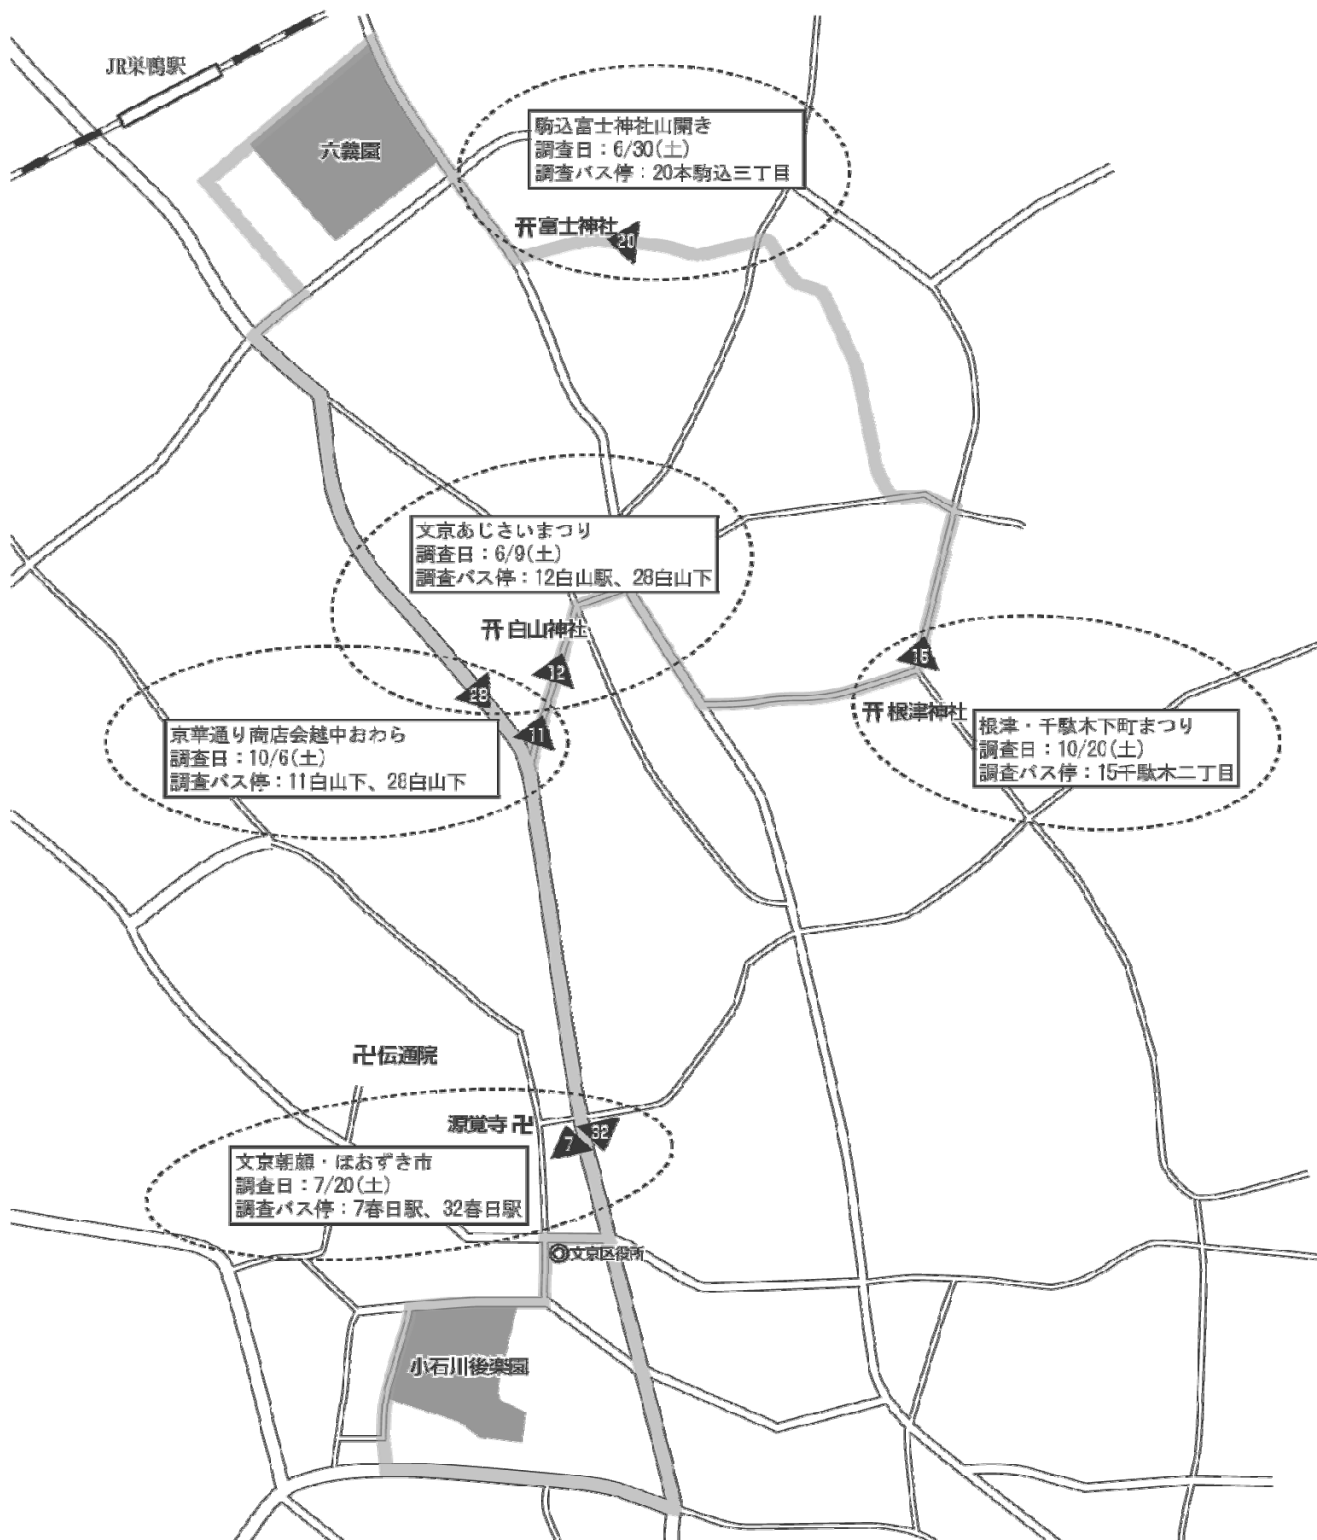 JR巣鴨駅
六義園
駒込富士神社山開き
調査日：6/30(土)
調査バス停：20本駒込三丁目
富士神社
20
文京あじさいまつり
調査日：6/9(土)
調査バス停：12白山駅、28白山下
白山神社
12
28
11
15
京華通り商店会越中おわら
調査日：10/6(土)
調査バス停：11白山下、28白山下
根津神社
根津・千駄木下町まつり
調査日：10/20(土)
調査バス停：15千駄木二丁目
卍伝通院
源覚寺卍
7
32
文京朝顔・ほおずき市
調査日：7/20(土)
調査バス停：7春日駅、32春日駅
◎文京区役所
小石川後楽園